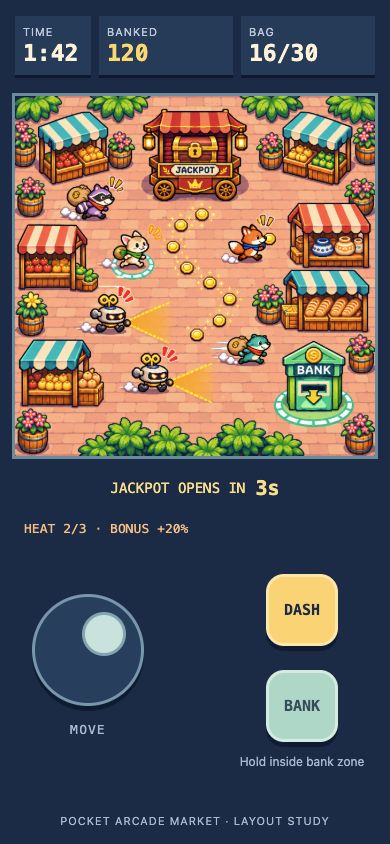 TIME
1:42
BANKED
120
BAG
16/30
JACKPOT
BANK
JACKPOT OPENS IN 3s
HEAT 2/3 · BONUS +20%
DASH
BANK
MOVE
Hold inside bank zone
POCKET ARCADE MARKET · LAYOUT STUDY